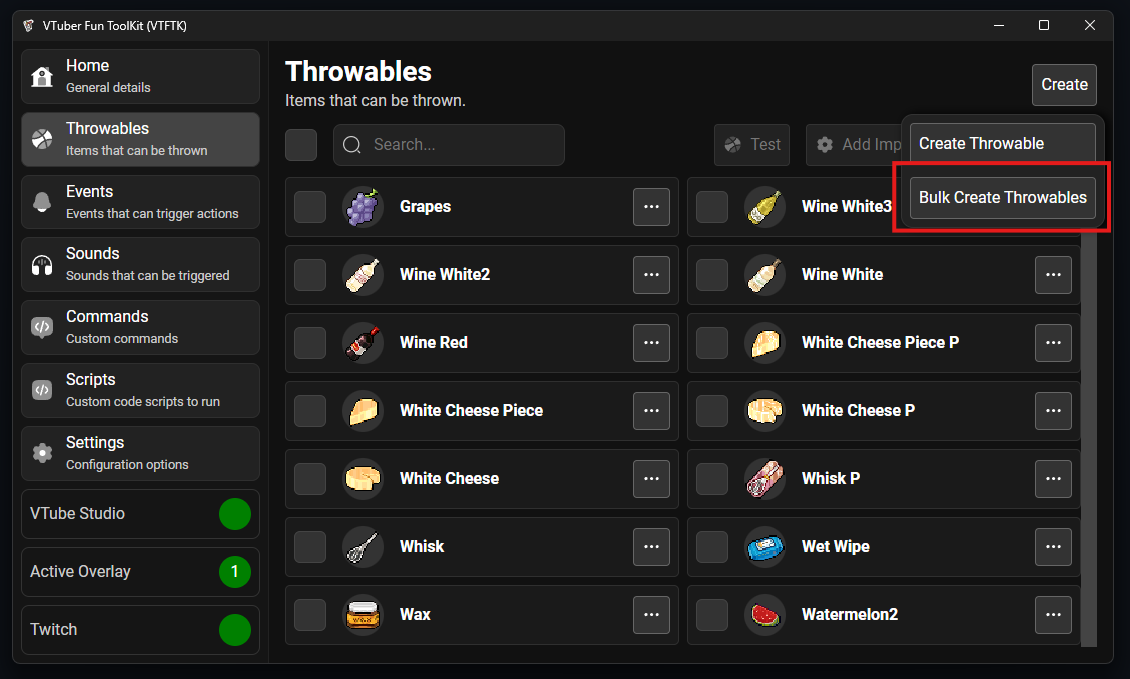 VTuber Fun ToolKit (VTFTK)
Home
General details
Throwables
Items that can be thrown
Events
Events that can trigger actions
Sounds
Sounds that can be triggered
Commands
Custom commands
Scripts
Custom code scripts to run
Settings
Configuration options
VTube Studio
Active Overlay 1
Twitch
Throwables
Items that can be thrown.
Create
Search...
Test
Add Imp
Create Throwable
Bulk Create Throwables
Grapes
Wine White3
Wine White2
Wine White
Wine Red
White Cheese Piece P
White Cheese Piece
White Cheese P
White Cheese
Whisk P
Whisk
Wet Wipe
Wax
Watermelon2